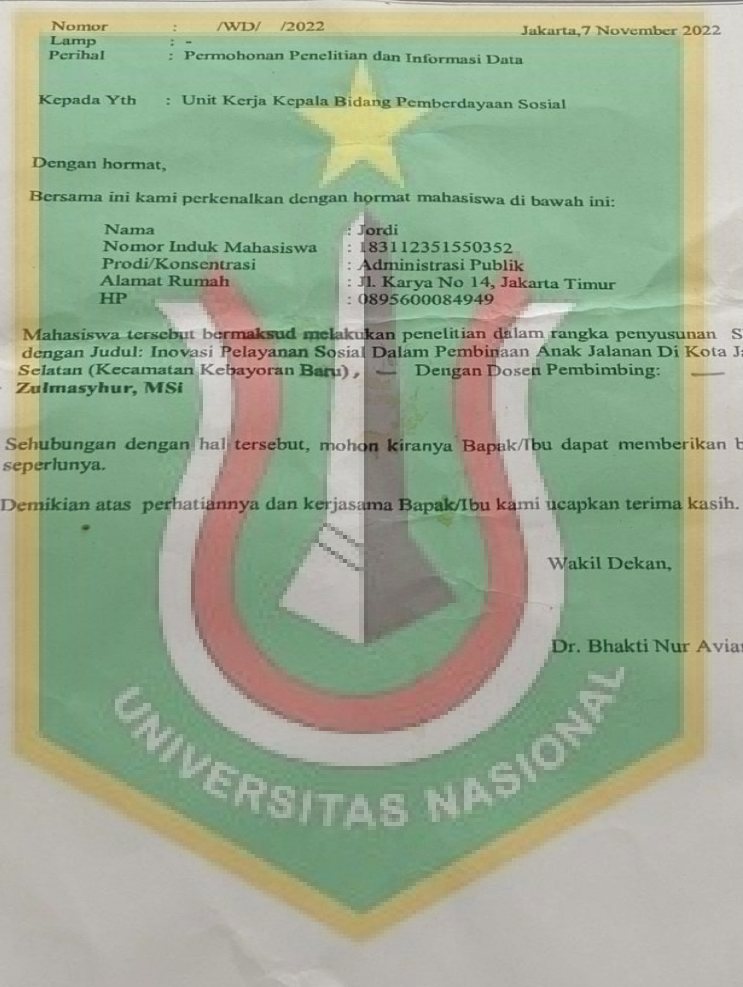 Nomor : /WD/ /2022 Jakarta,7 November 2022
Lamp : -
Perihal : Permohonan Penelitian dan Informasi Data
Kepada Yth : Unit Kerja Kepala Bidang Pemberdayaan Sosial
Dengan hormat,
Bersama ini kami perkenalkan dengan hormat mahasiswa di bawah ini:
Nama : Jordi
Nomor Induk Mahasiswa : 183112351550352
Prodi/Konsentrasi : Administrasi Publik
Alamat Rumah : Jl. Karya No 14, Jakarta Timur
HP : 0895600084949
Mahasiswa tersebut bermaksud melakukan penelitian dalam rangka penyusunan S
dengan Judul: Inovasi Pelayanan Sosial Dalam Pembinaan Anak Jalanan Di Kota Ja
Selatan (Kecamatan Kebayoran Baru), Dengan Dosen Pembimbing:
Zulmasyhur, MSi
Sehubungan dengan hal tersebut, mohon kiranya Bapak/Ibu dapat memberikan b
seperlunya.
Demikian atas perhatiannya dan kerjasama Bapak/Ibu kami ucapkan terima kasih.
Wakil Dekan,
Dr. Bhakti Nur Avian
UNIVERSITAS NASIONAL